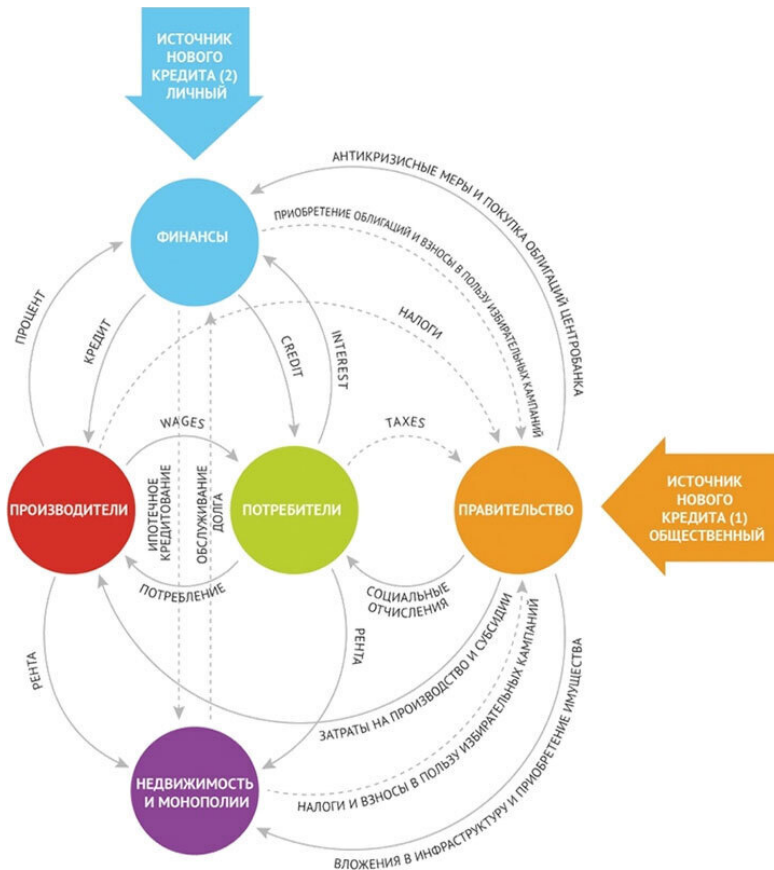 ИСТОЧНИК
НОВОГО
КРЕДИТА (2)
ЛИЧНЫЙ
АНТИКРИЗИСНЫЕ МЕРЫ И ПОКУПКА ОБЛИГАЦИЙ ЦЕНТРОБАНКА
ПРИОБРЕТЕНИЕ ОБЛИГАЦИЙ И ВЗНОСЫ В ПОЛЬЗУ ИЗБИРАТЕЛЬНЫХ КАМПАНИЙ
ФИНАНСЫ
ПРОЦЕНТ
КРЕДИТ
CREDIT
INTEREST
НАЛОГИ
WAGES
TAXES
ПРОИЗВОДИТЕЛИ
ИПОТЕЧНОЕ
КРЕДИТОВАНИЕ
ОБСЛУЖИВАНИЕ
ДОЛГА
ПОТРЕБИТЕЛИ
ПРАВИТЕЛЬСТВО
ИСТОЧНИК
НОВОГО
КРЕДИТА (1)
ОБЩЕСТВЕННЫЙ
ПОТРЕБЛЕНИЕ
СОЦИАЛЬНЫЕ
ОТЧИСЛЕНИЯ
РЕНТА
РЕНТА
ЗАТРАТЫ НА ПРОИЗВОДСТВО И СУБСИДИИ
НЕДВИЖИМОСТЬ
И МОНОПОЛИИ
НАЛОГИ И ВЗНОСЫ В ПОЛЬЗУ ИЗБИРАТЕЛЬНЫХ КАМПАНИЙ
ВЛОЖЕНИЯ В ИНФРАСТРУКТУРУ И ПРИОБРЕТЕНИЕ ИМУЩЕСТВА